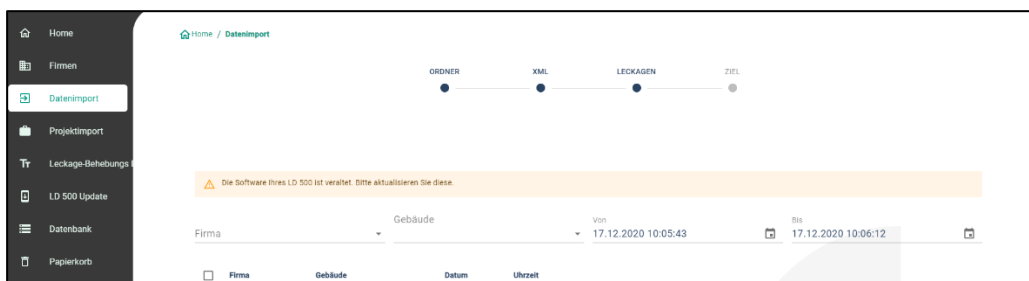 Home
Firmen
Datenimport
Projektimport
Leckage-Behebungs
LD 500 Update
Datenbank
Papierkorb
Home / Datenimport
ORDNER XML LECKAGEN ZIEL
Die Software Ihres LD 500 ist veraltet. Bitte aktualisieren Sie diese.
Firma Gebäude Von 17.12.2020 10:05:43 Bis 17.12.2020 10:06:12
Firma Gebäude Datum Uhrzeit